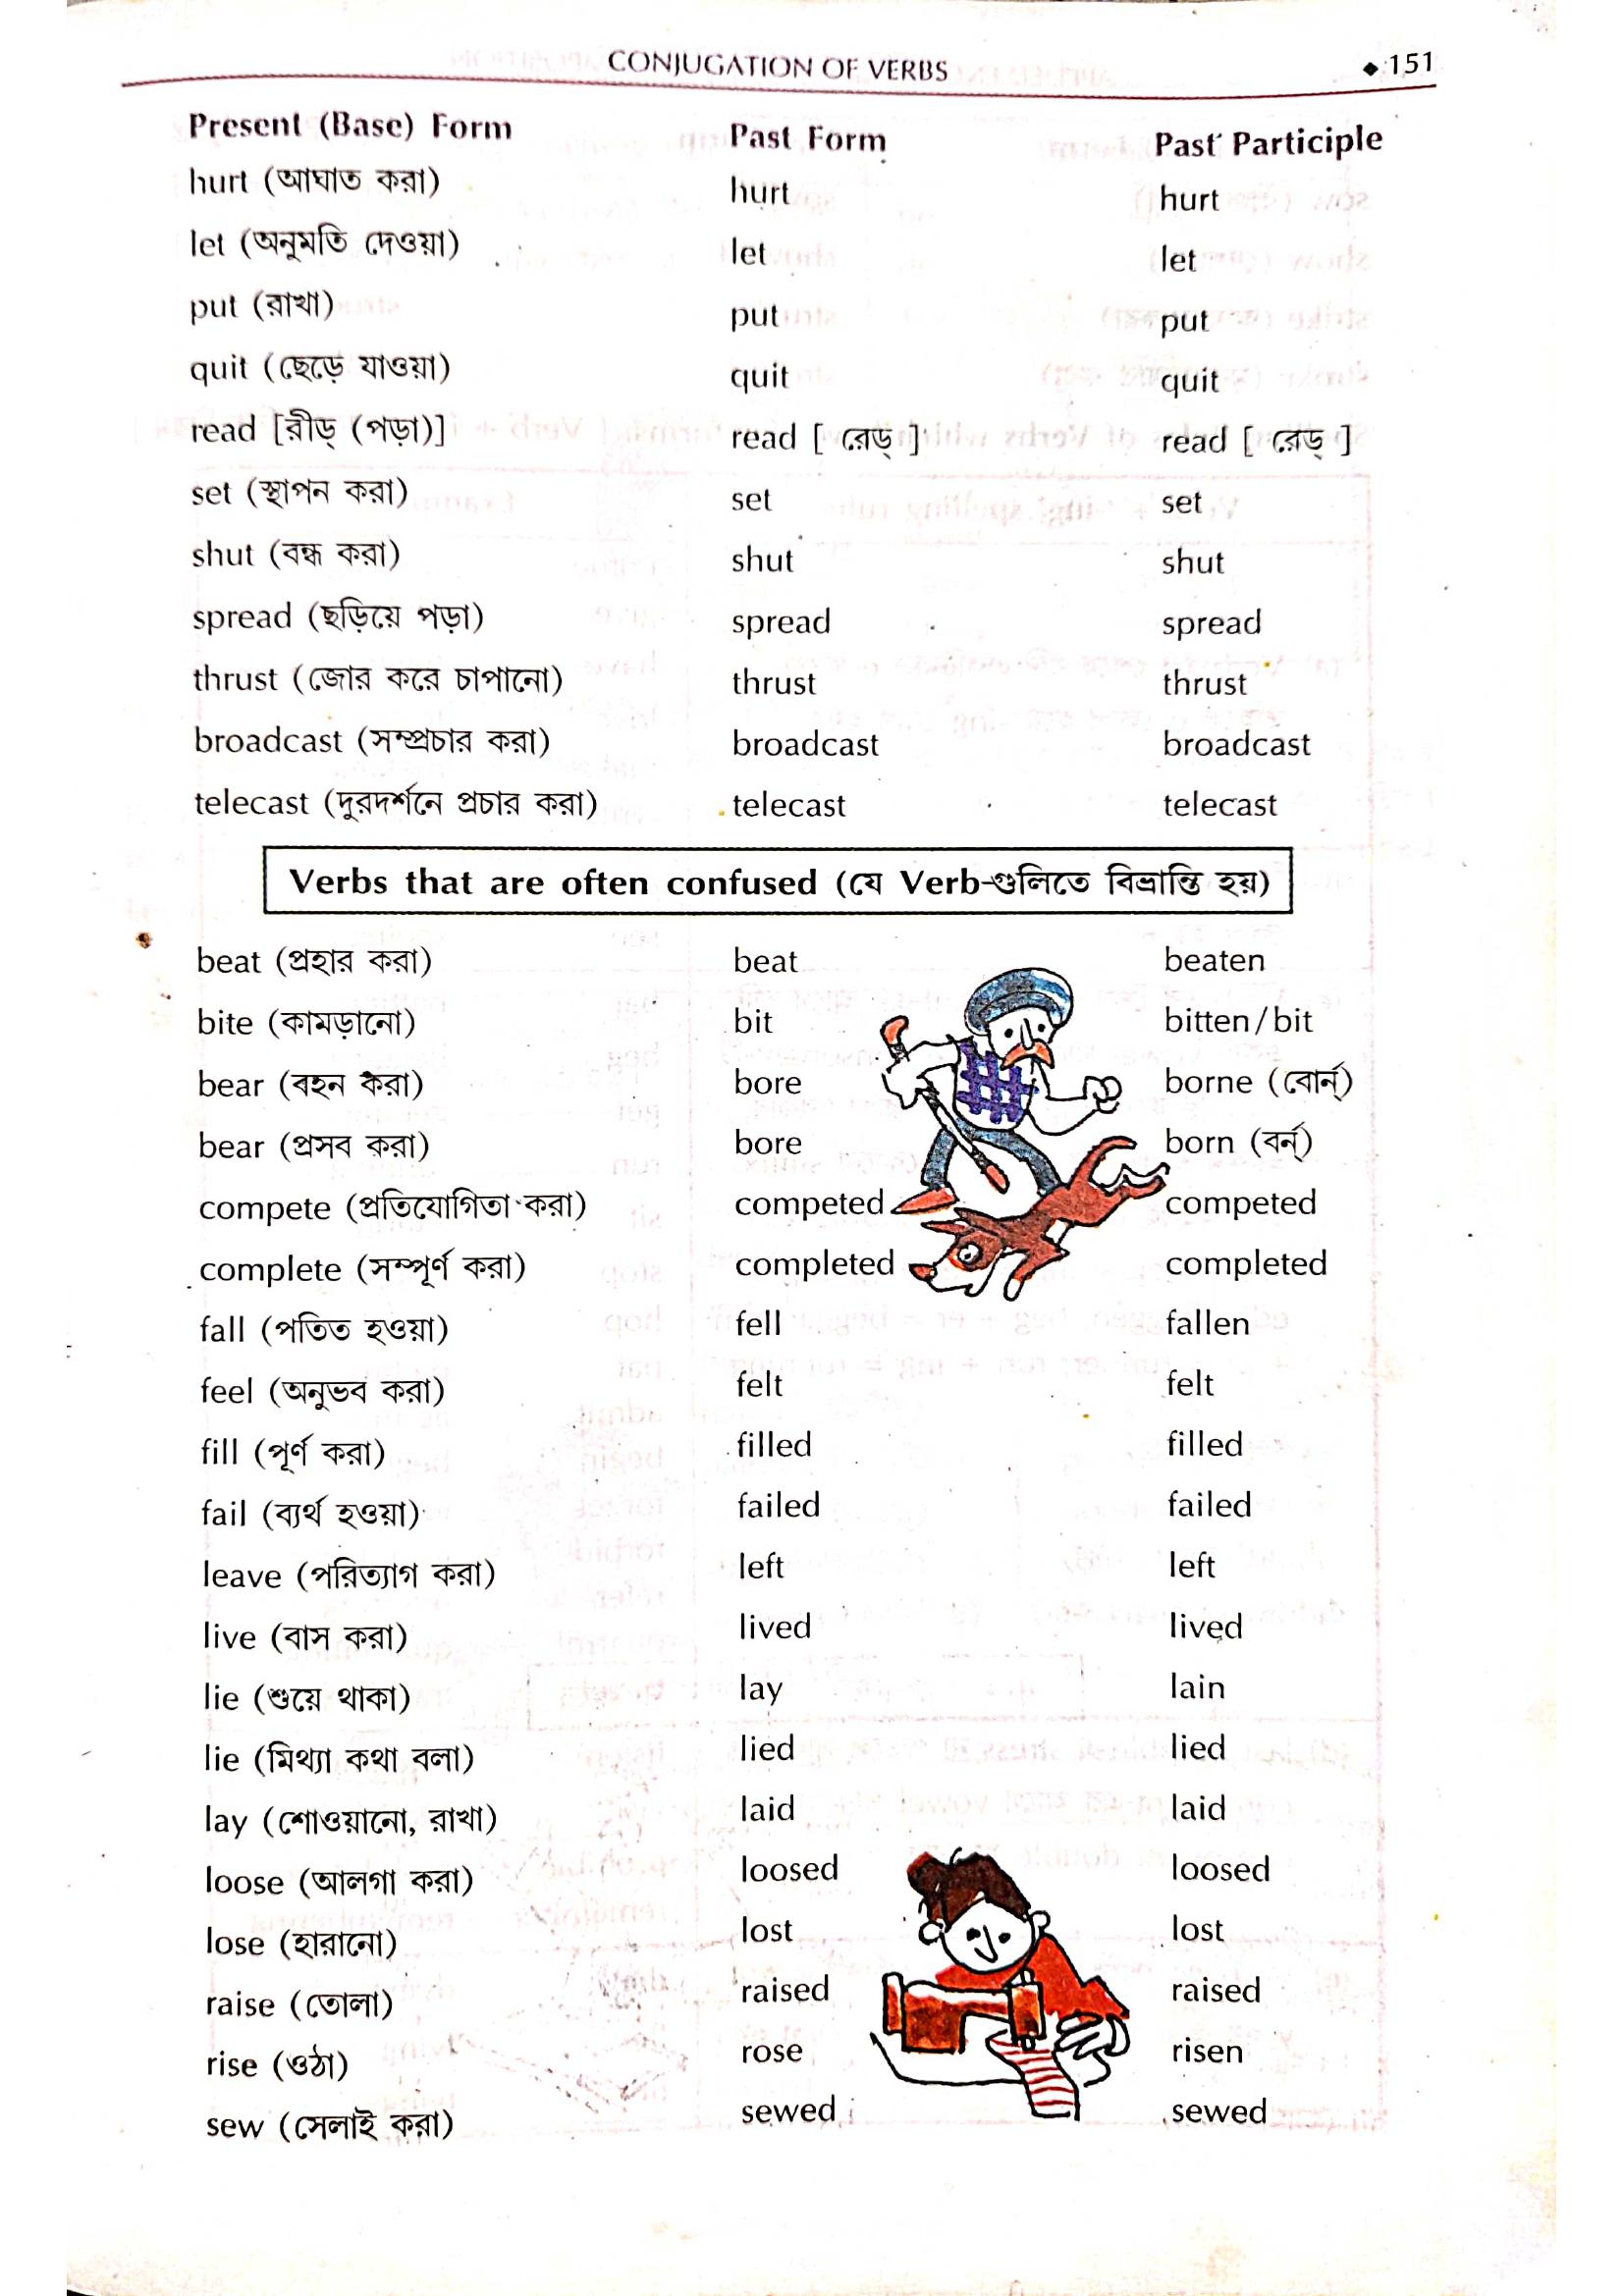 CONJUGATION OF VERBS ◆ 151
Present (Base) Form Past Form Past Participle
hurt (আঘাত করা) hurt hurt
let (অনুমতি দেওয়া) let let
put (রাখা) put put
quit (ছেড়ে যাওয়া) quit quit
read [রীড্ (পড়া)] read [ রেড্ ] read [ রেড্ ]
set (স্থাপন করা) set set
shut (বন্ধ করা) shut shut
spread (ছড়িয়ে পড়া) spread spread
thrust (জোর করে চাপানো) thrust thrust
broadcast (সম্প্রচার করা) broadcast broadcast
telecast (দুরদর্শনে প্রচার করা) telecast telecast
Verbs that are often confused (যে Verb-গুলিতে বিভ্রান্তি হয়)
beat (প্রহার করা) beat beaten
bite (কামড়ানো) bit bitten/bit
bear (বহন করা) bore borne (বোর্ন্)
bear (প্রসব করা) bore born (বর্ন্)
compete (প্রতিযোগিতা করা) competed competed
complete (সম্পূর্ণ করা) completed completed
fall (পতিত হওয়া) fell fallen
feel (অনুভব করা) felt felt
fill (পূর্ণ করা) filled filled
fail (ব্যর্থ হওয়া) failed failed
leave (পরিত্যাগ করা) left left
live (বাস করা) lived lived
lie (শুয়ে থাকা) lay lain
lie (মিথ্যা কথা বলা) lied lied
lay (শোওয়ানো, রাখা) laid laid
loose (আলগা করা) loosed loosed
lose (হারানো) lost lost
raise (তোলা) raised raised
rise (ওঠা) rose risen
sew (সেলাই করা) sewed sewed